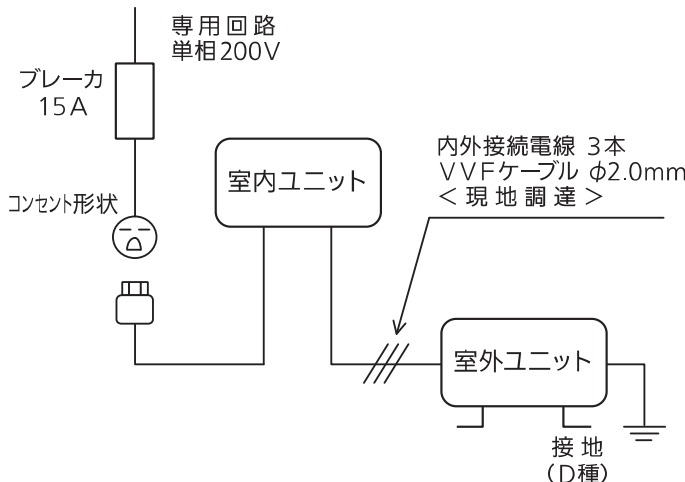 専用回路
単相200V
ブレーカ
15A
コンセント形状
室内ユニット
内外接続電線 3本
VVFケーブル φ2.0mm
<現地調達>
室外ユニット
接地
(D種)